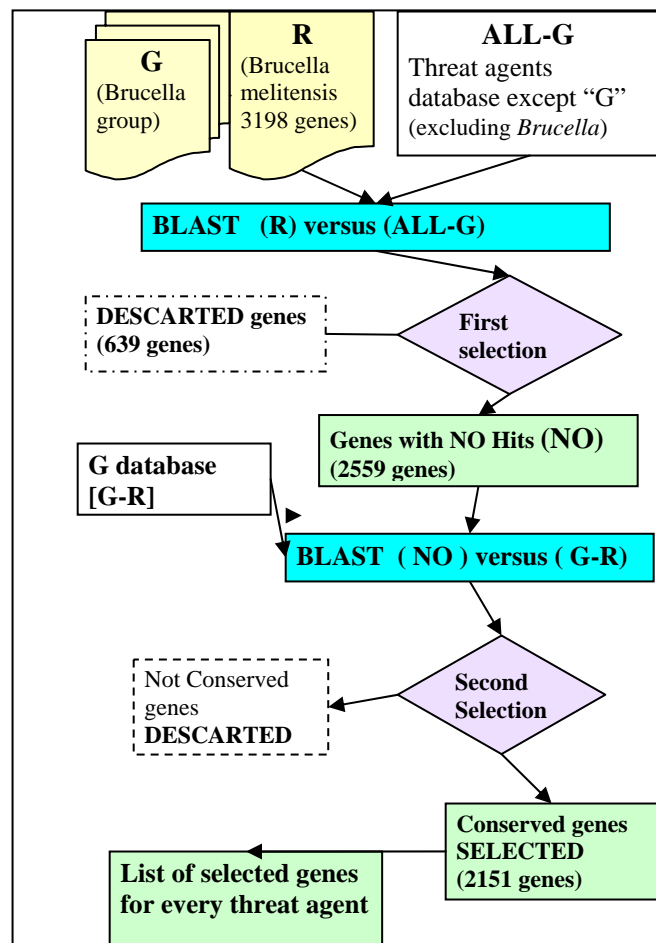 G
(Brucella
group)
R
(Brucella
melitensis
3198 genes)
ALL-G
Threat agents
database except “G”
(excluding Brucella)
BLAST (R) versus (ALL-G)
DESCARTED genes
(639 genes)
First
selection
Genes with NO Hits (NO)
(2559 genes)
G database
[G-R]
BLAST ( NO ) versus ( G-R)
Not Conserved
genes
DESCARTED
Second
Selection
Conserved genes
SELECTED
(2151 genes)
List of selected genes
for every threat agent